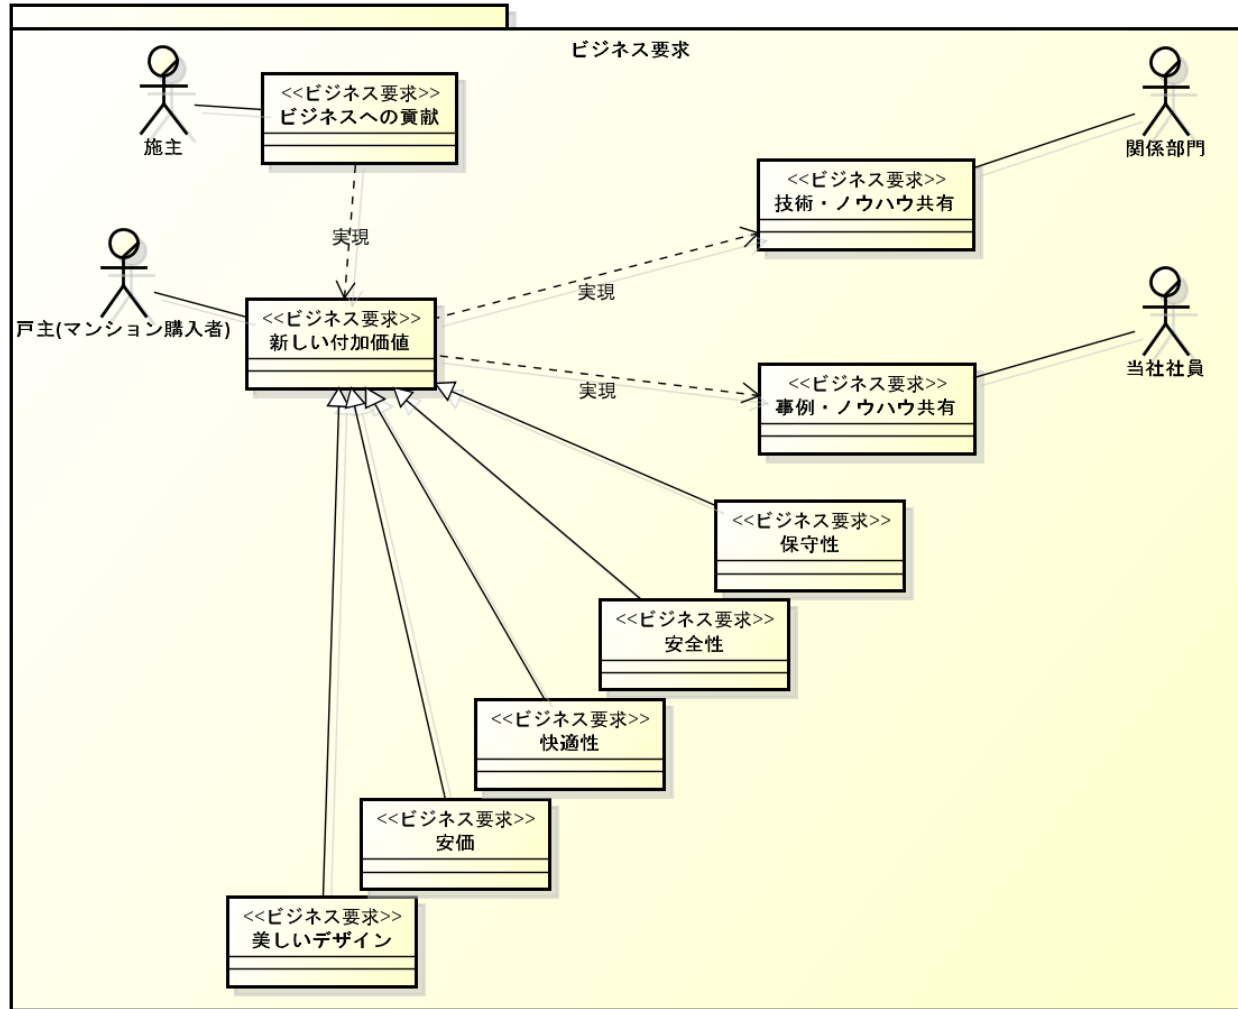 ビジネス要求
施主
<<ビジネス要求>>
ビジネスへの貢献
関係部門
<<ビジネス要求>>
技術・ノウハウ共有
実現
実現
戸主(マンション購入者)
<<ビジネス要求>>
新しい付加価値
当社社員
<<ビジネス要求>>
事例・ノウハウ共有
実現
<<ビジネス要求>>
保守性
<<ビジネス要求>>
安全性
<<ビジネス要求>>
快適性
<<ビジネス要求>>
安価
<<ビジネス要求>>
美しいデザイン